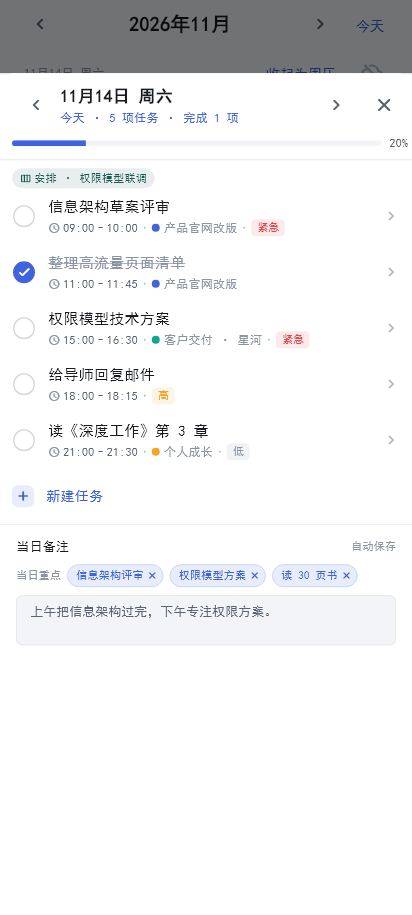 2026年11月
今天
11月14日 周六
收起为周历
11月14日 周六
今天 · 5 项任务 · 完成 1 项
20%
安排 · 权限模型联调
信息架构草案评审
09:00 – 10:00 · 产品官网改版 · 紧急
整理高流量页面清单
11:00 – 11:45 · 产品官网改版
权限模型技术方案
15:00 – 16:30 · 客户交付 · 星河 · 紧急
给导师回复邮件
18:00 – 18:15 · 高
读《深度工作》第 3 章
21:00 – 21:30 · 个人成长 · 低
新建任务
当日备注
自动保存
当日重点 信息架构评审 × 权限模型方案 × 读 30 页书 ×
上午把信息架构过完，下午专注权限方案。